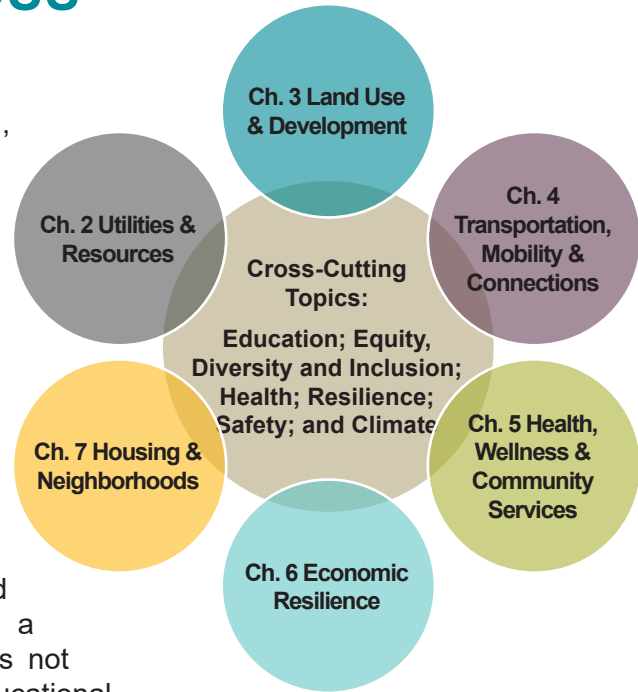 ,
Ch. 3 Land Use
& Development
Ch. 2 Utilities &
Resources
Ch. 4
Transportation,
Mobility &
Connections
Cross-Cutting
Topics:
Education; Equity,
Diversity and Inclusion;
Health; Resilience;
Safety; and Climate
Ch. 7 Housing &
Neighborhoods
Ch. 5 Health,
Wellness &
Community
Services
Ch. 6 Economic
Resilience
a
not